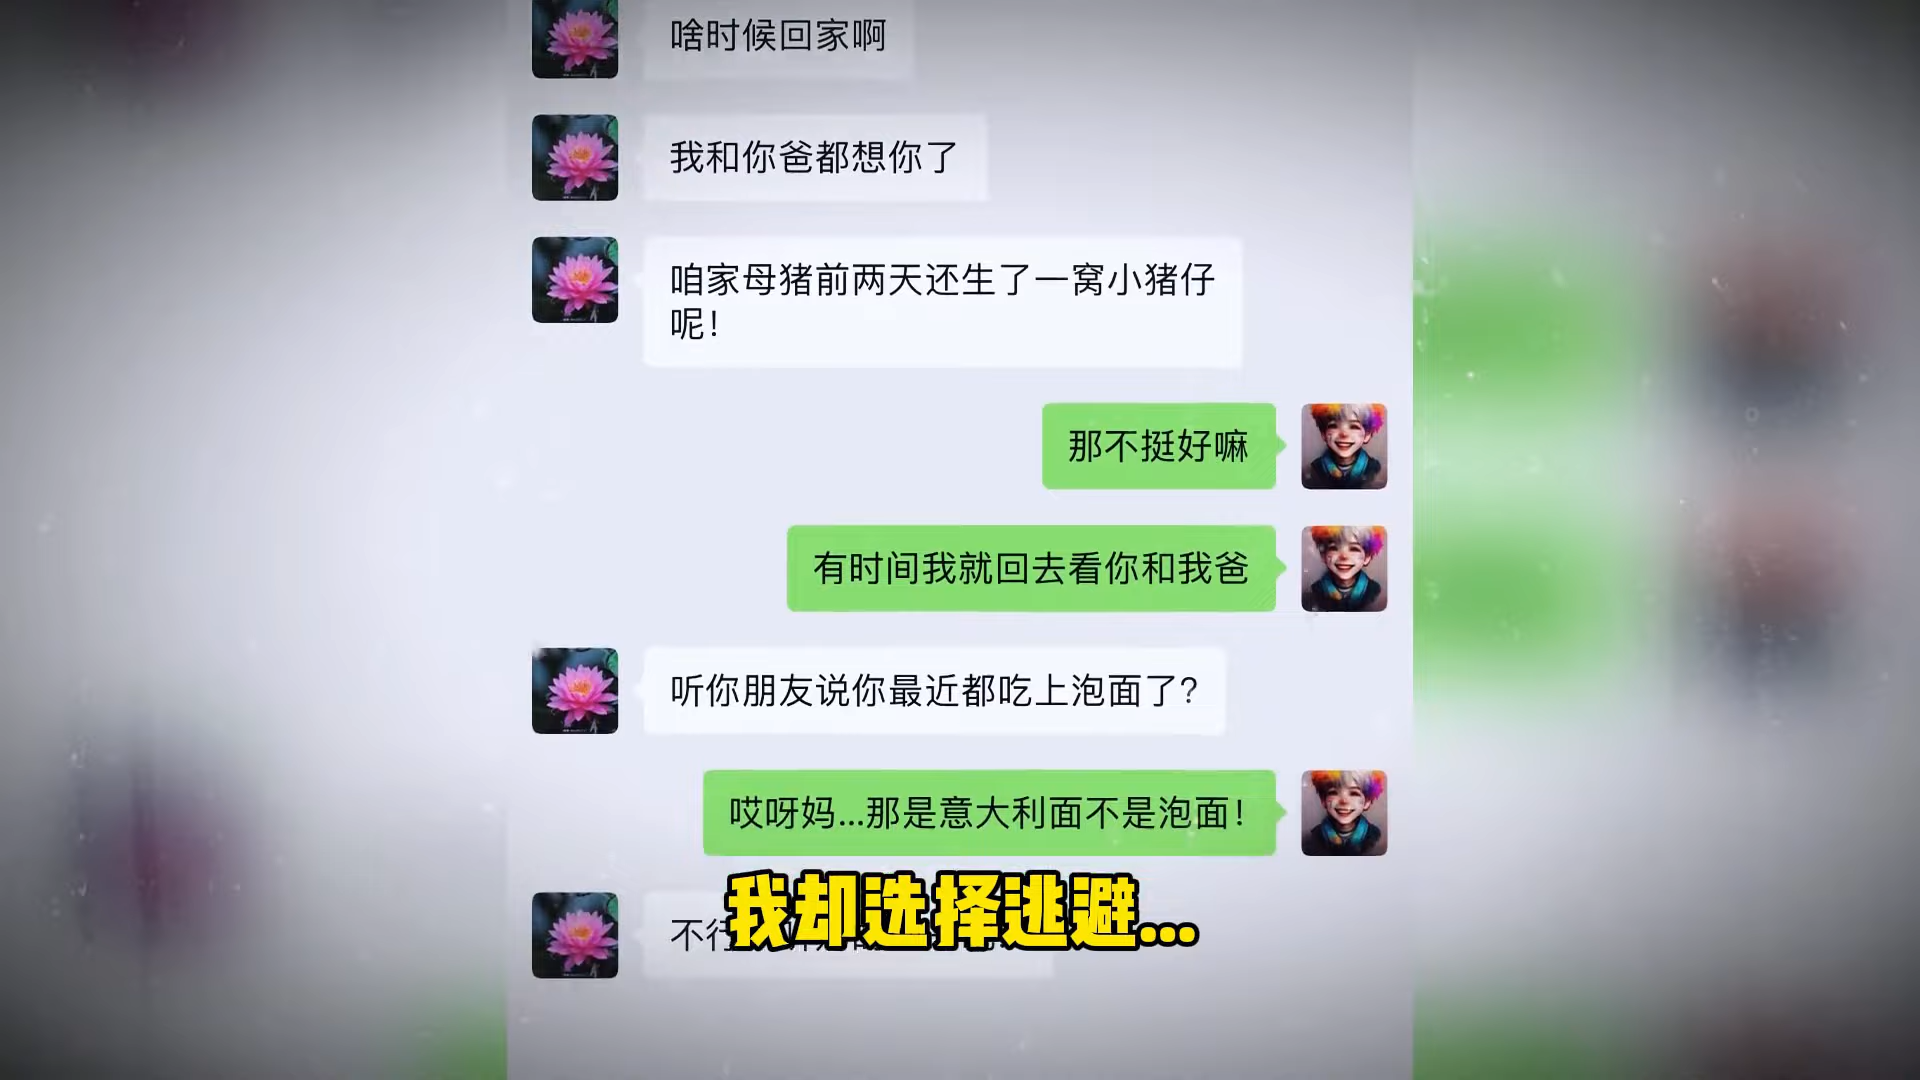 啥时候回家啊
我和你爸都想你了
咱家母猪前两天还生了一窝小猪仔
呢！
那不挺好嘛
有时间我就回去看你和我爸
听你朋友说你最近都吃上泡面了？
哎呀妈...那是意大利面不是泡面！
不行
我却选择逃避...